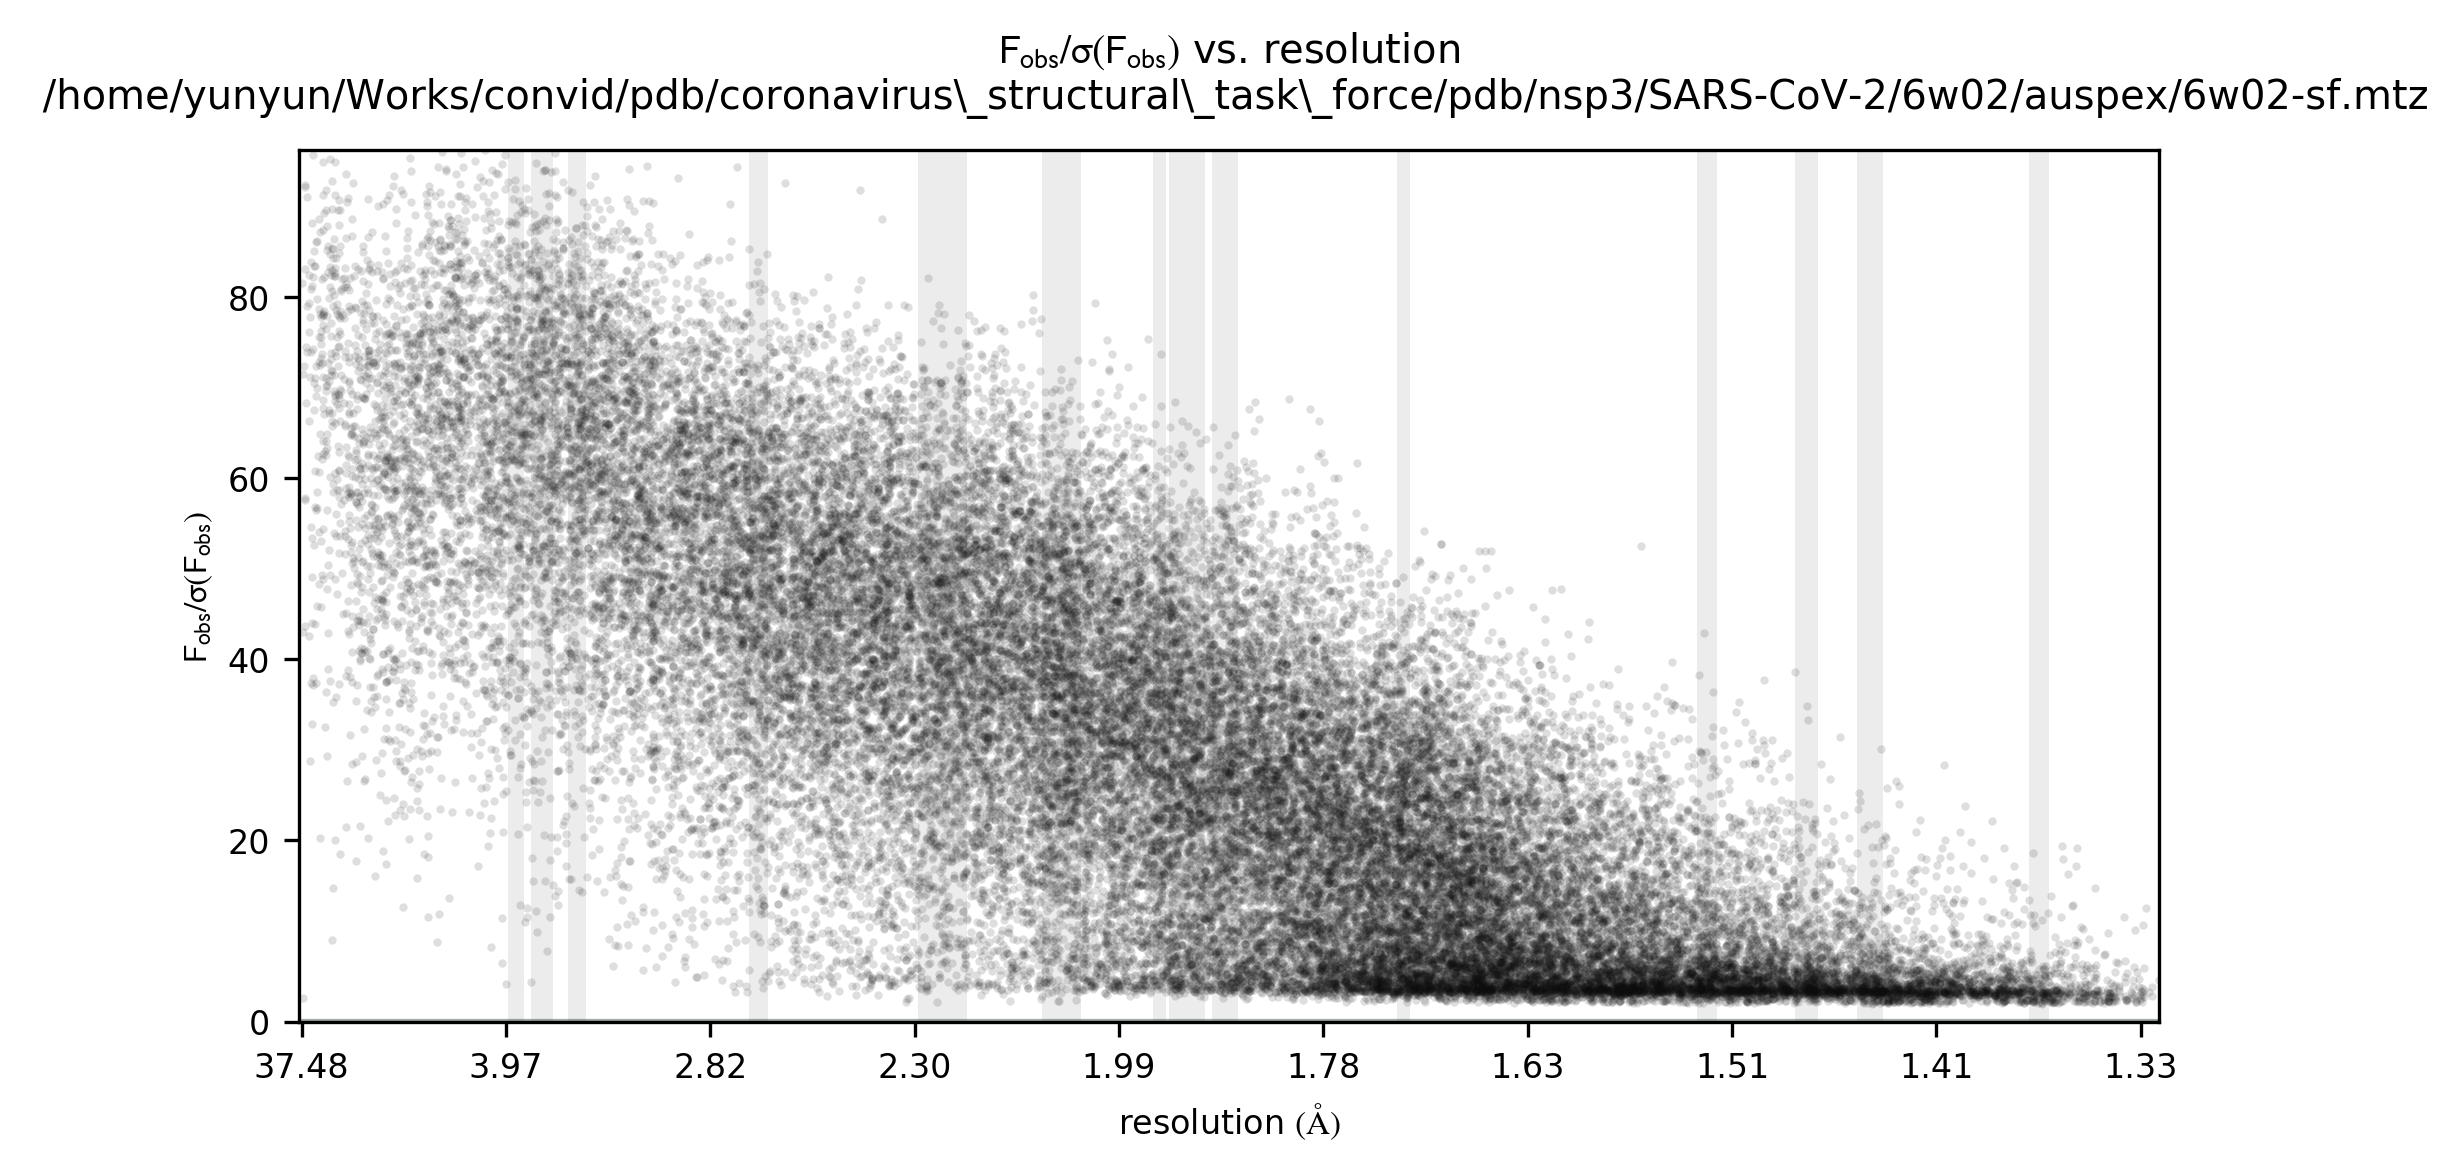 Fobs/σ(Fobs) vs. resolution
/home/yunyun/Works/convid/pdb/coronavirus\_structural\_task\_force/pdb/nsp3/SARS-CoV-2/6w02/auspex/6w02-sf.mtz
Fobs/σ(Fobs)
80
60
40
20
0
37.48 3.97 2.82 2.30 1.99 1.78 1.63 1.51 1.41 1.33
resolution (Å)